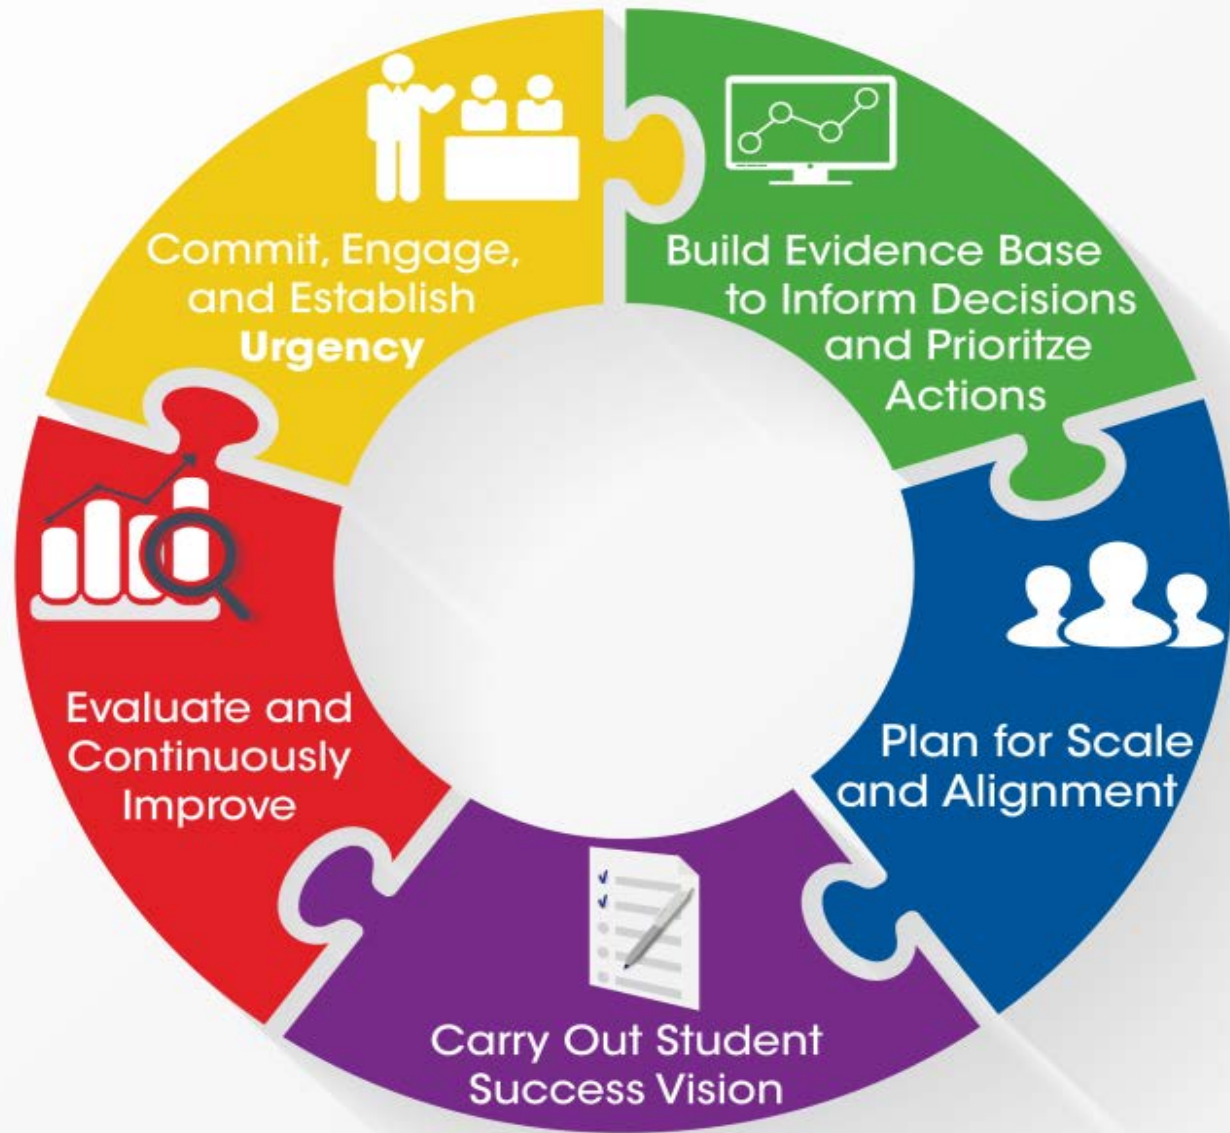 Commit, Engage,
and Establish
Urgency
Build Evidence Base
to Inform Decisions
and Prioritze
Actions
Plan for Scale
and Alignment
Carry Out Student
Success Vision
Evaluate and
Continuously
Improve